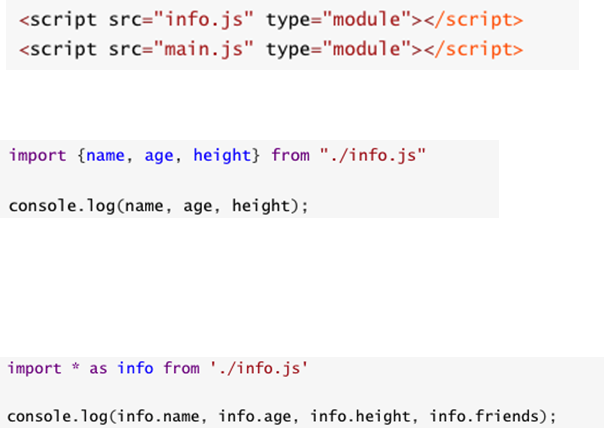 <script src="info.js" type="module"></script>
<script src="main.js" type="module"></script>
import {name, age, height} from "./info.js"
console.log(name, age, height);
import * as info from './info.js'
console.log(info.name, info.age, info.height, info.friends);